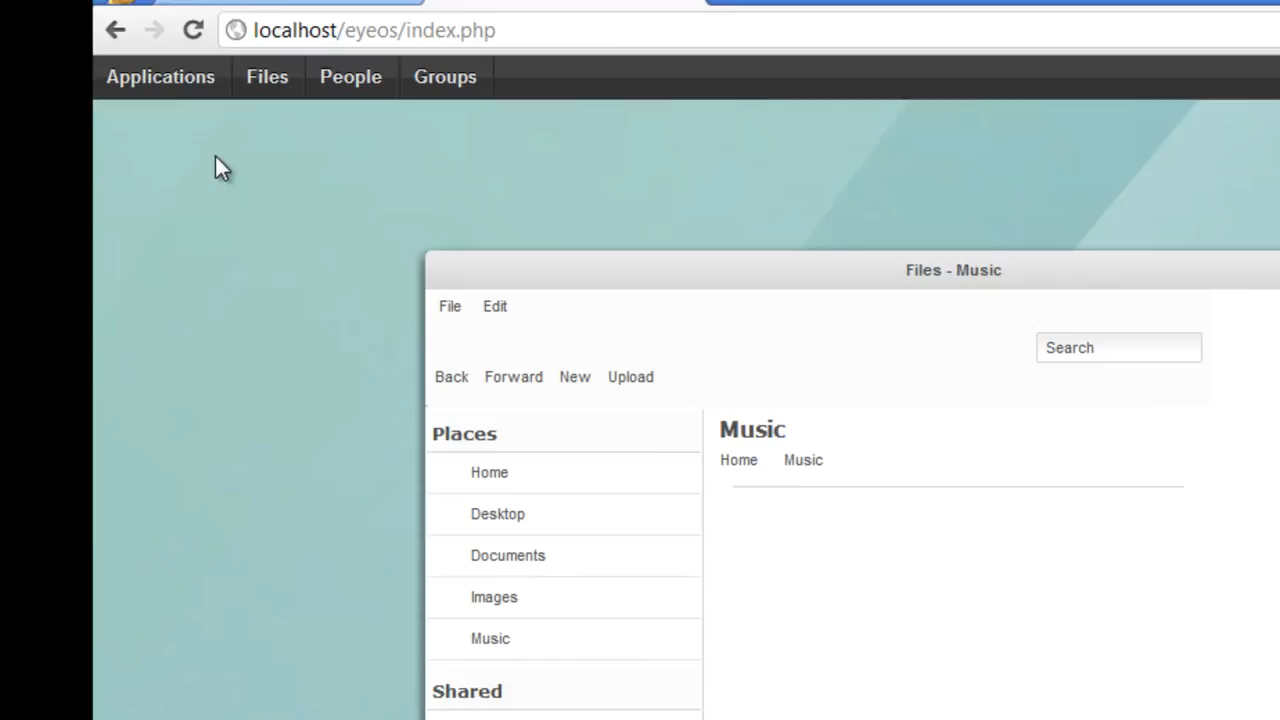 localhost/eyeos/index.php
Applications Files People Groups
Files - Music
File Edit
Search
Back Forward New Upload
Places
Home
Desktop
Documents
Images
Music
Shared
Music
Home Music